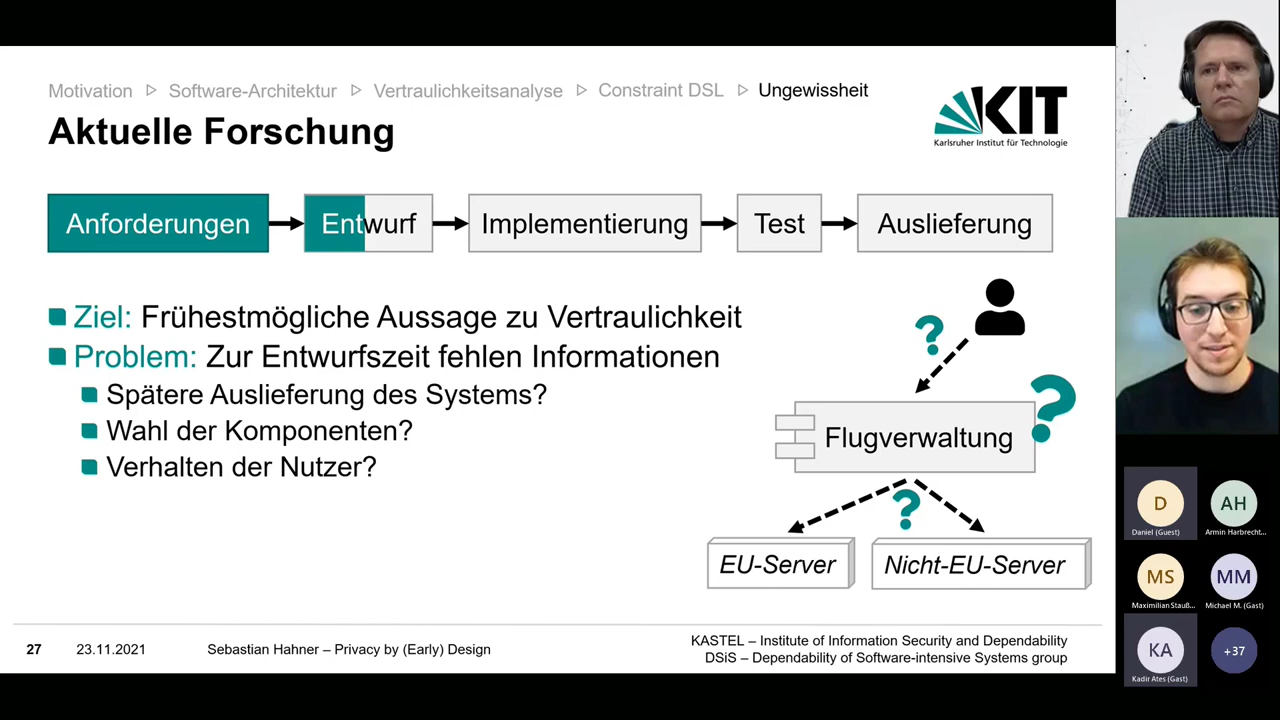 Motivation ▷ Software-Architektur ▷ Vertraulichkeitsanalyse ▷ Constraint DSL ▷ Ungewissheit
Aktuelle Forschung
KIT
Karlsruher Institut für Technologie
Anforderungen
Entwurf
Implementierung
Test
Auslieferung
Ziel: Frühestmögliche Aussage zu Vertraulichkeit
Problem: Zur Entwurfszeit fehlen Informationen
Spätere Auslieferung des Systems?
Wahl der Komponenten?
Verhalten der Nutzer?
?
?
Flugverwaltung
?
EU-Server
Nicht-EU-Server
27
23.11.2021
Sebastian Hahner – Privacy by (Early) Design
KASTEL – Institute of Information Security and Dependability
DSiS – Dependability of Software-intensive Systems group
D
Daniel (Guest)
AH
Armin Harbrecht...
MS
Maximilian Stauß...
MM
Michael M. (Gast)
KA
Kadir Ates (Gast)
+37